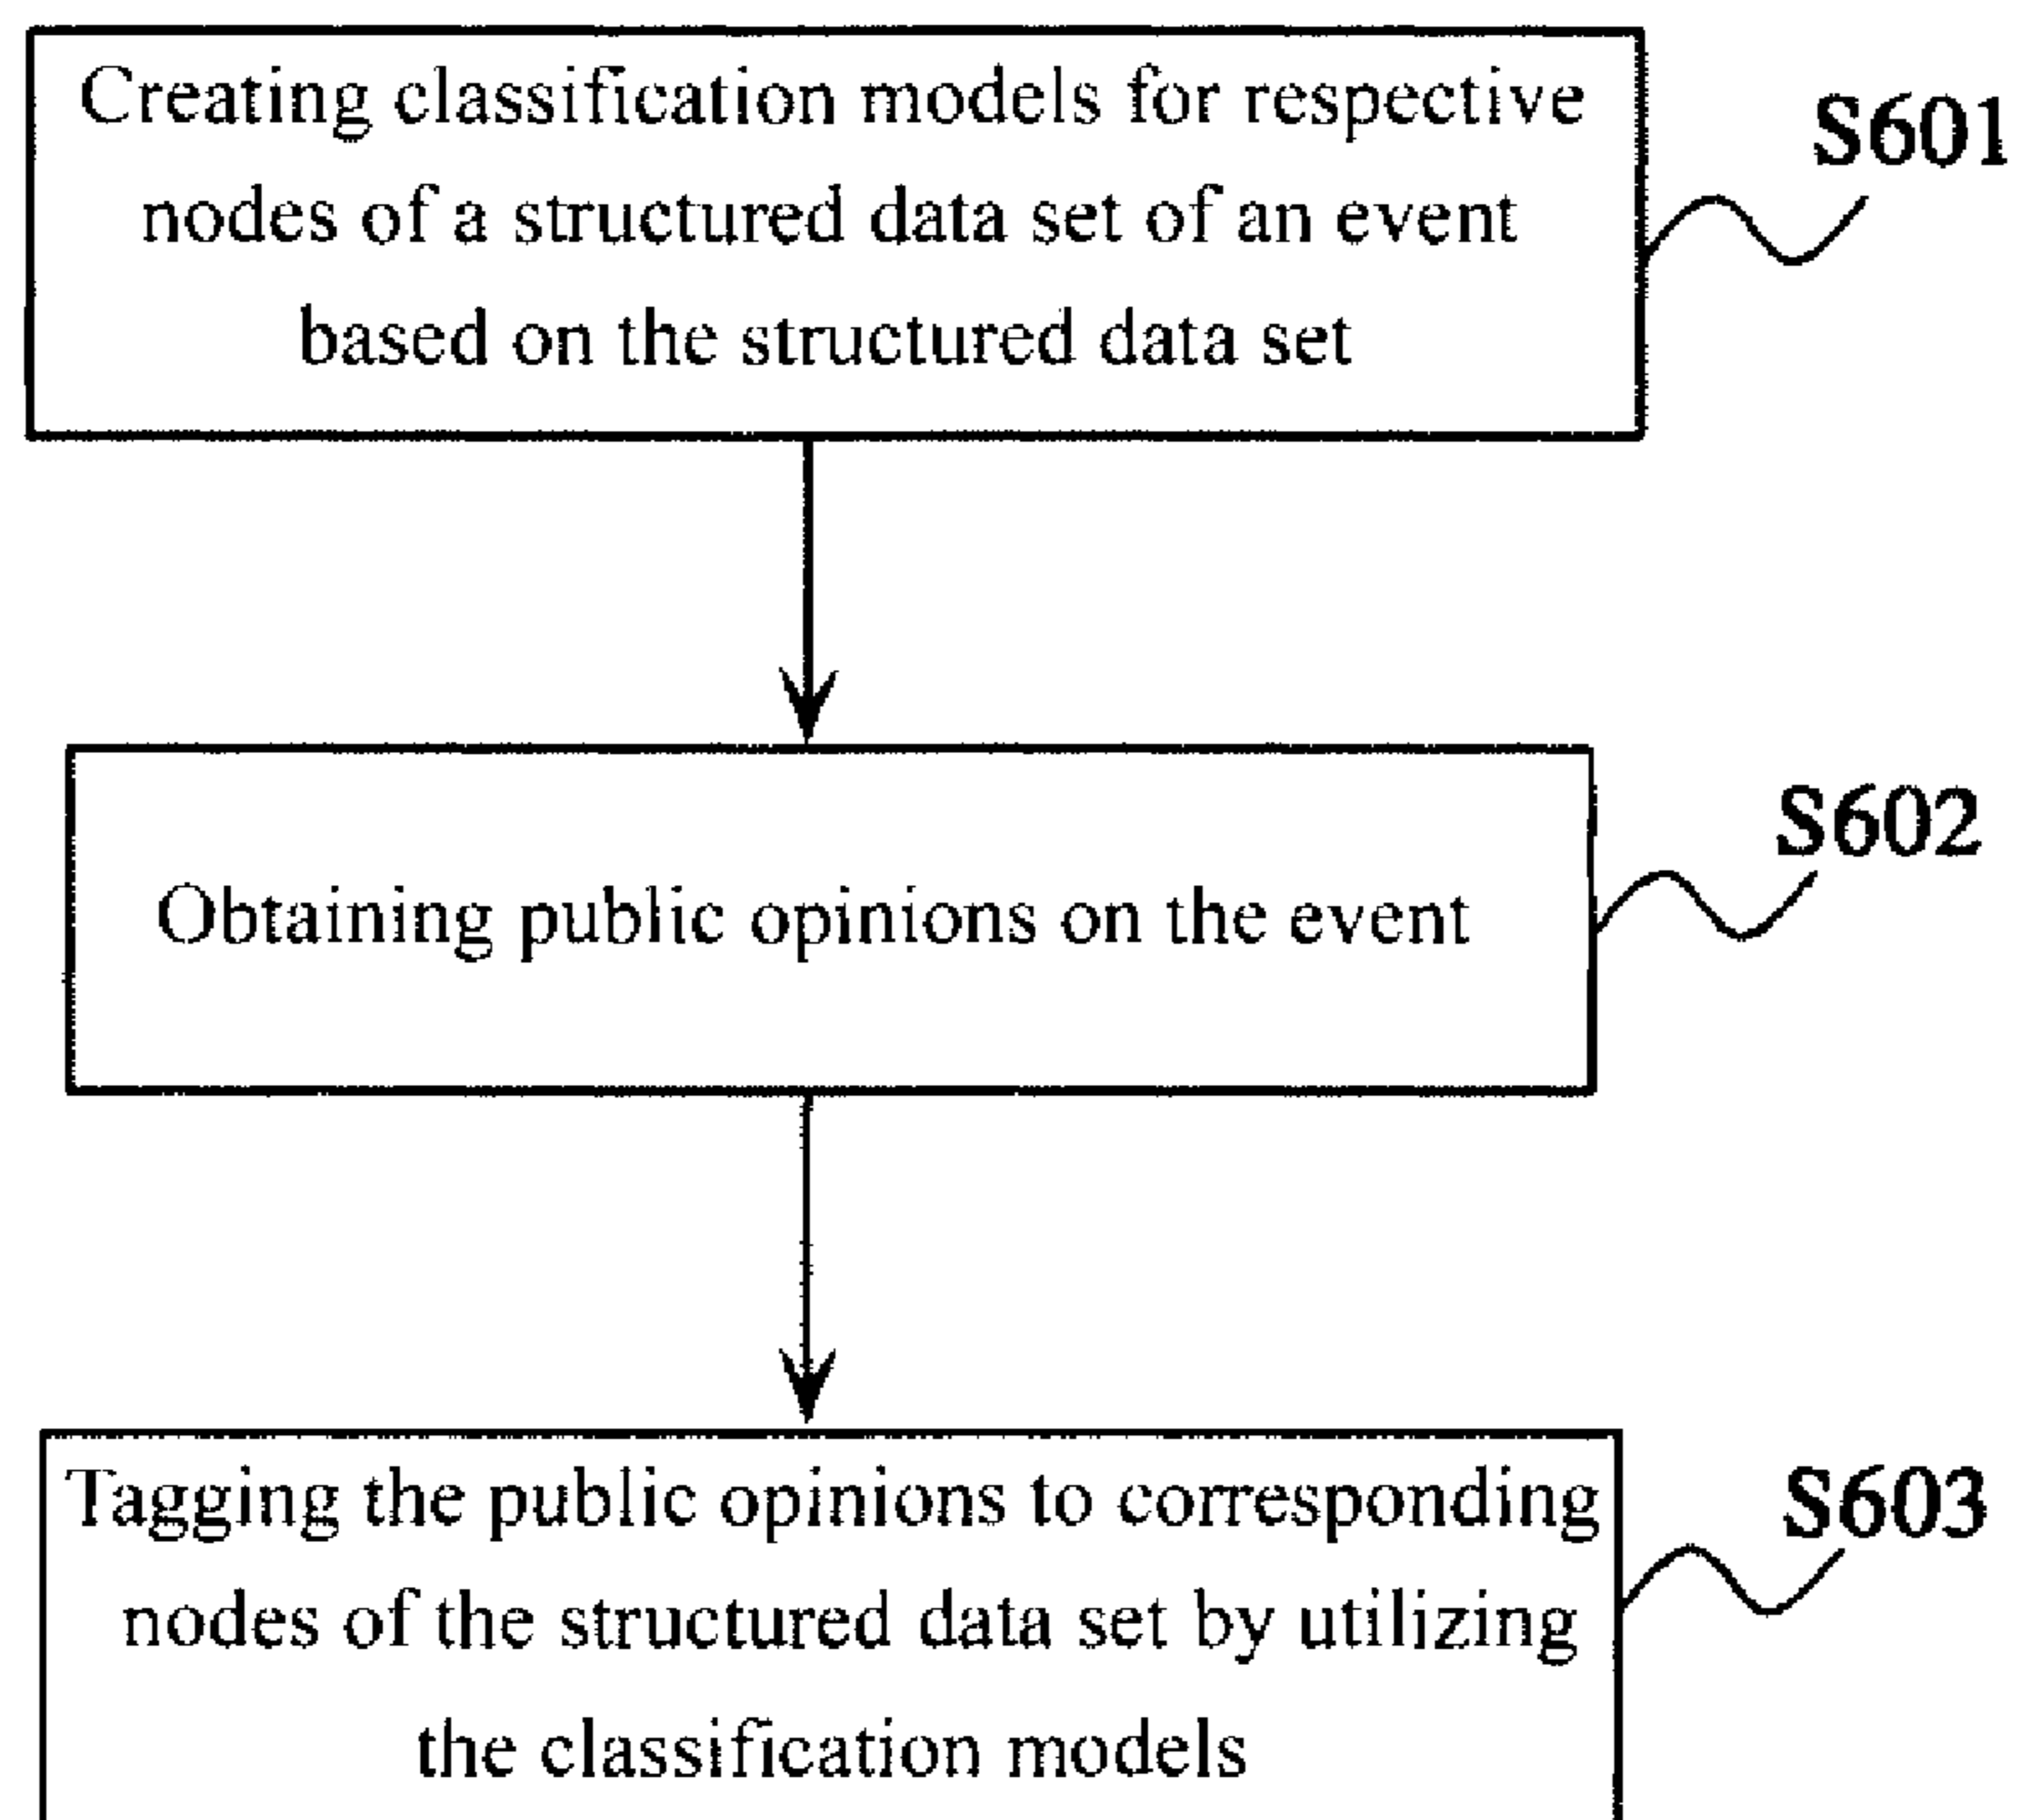 Creating classification models for respective
nodes of a structured data set of an event
based on the structured data set
S601
Obtaining public opinions on the event
S602
Tagging the public opinions to corresponding
nodes of the structured data set by utilizing
the classification models
S603